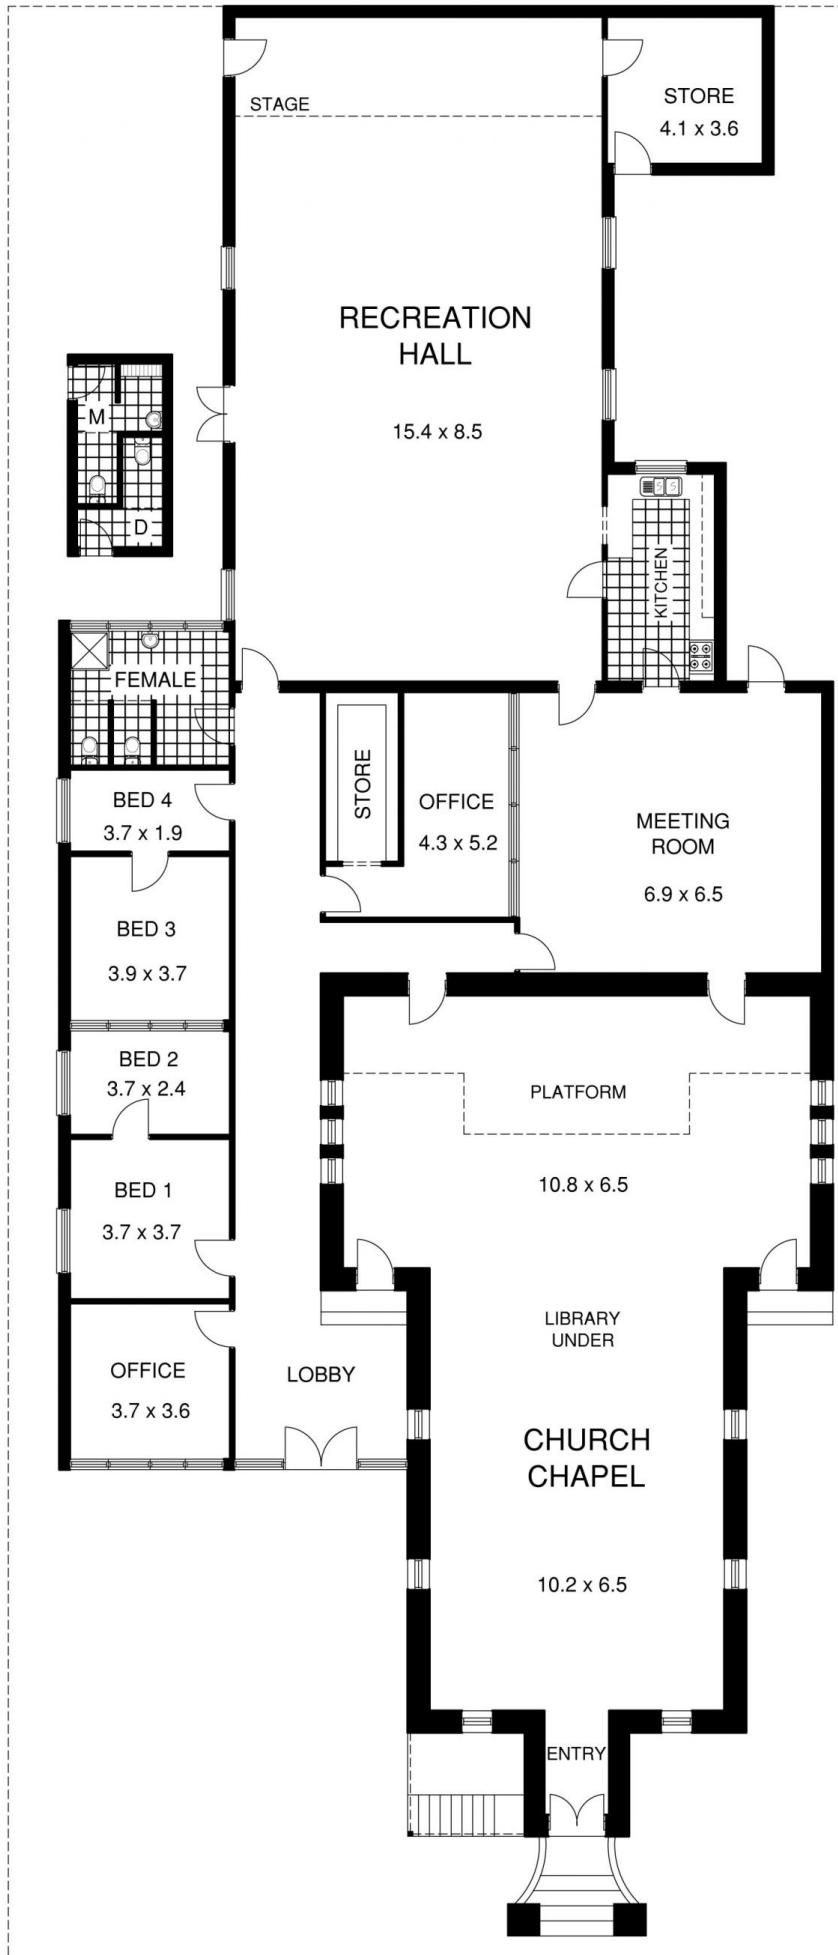 STAGE
STORE
4.1 x 3.6
RECREATION
HALL
15.4 x 8.5
M
D
KITCHEN
FEMALE
STORE
OFFICE
4.3 x 5.2
MEETING
ROOM
6.9 x 6.5
BED 4
3.7 x 1.9
BED 3
3.9 x 3.7
BED 2
3.7 x 2.4
BED 1
3.7 x 3.7
PLATFORM
10.8 x 6.5
LIBRARY
UNDER
OFFICE
3.7 x 3.6
LOBBY
CHURCH
CHAPEL
10.2 x 6.5
ENTRY